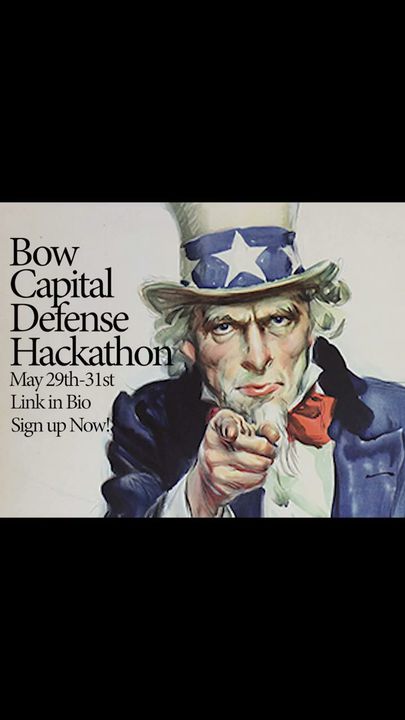 Bow
Capital
Defense
Hackathon
May 29th-31st
Link in Bio
Sign up Now!